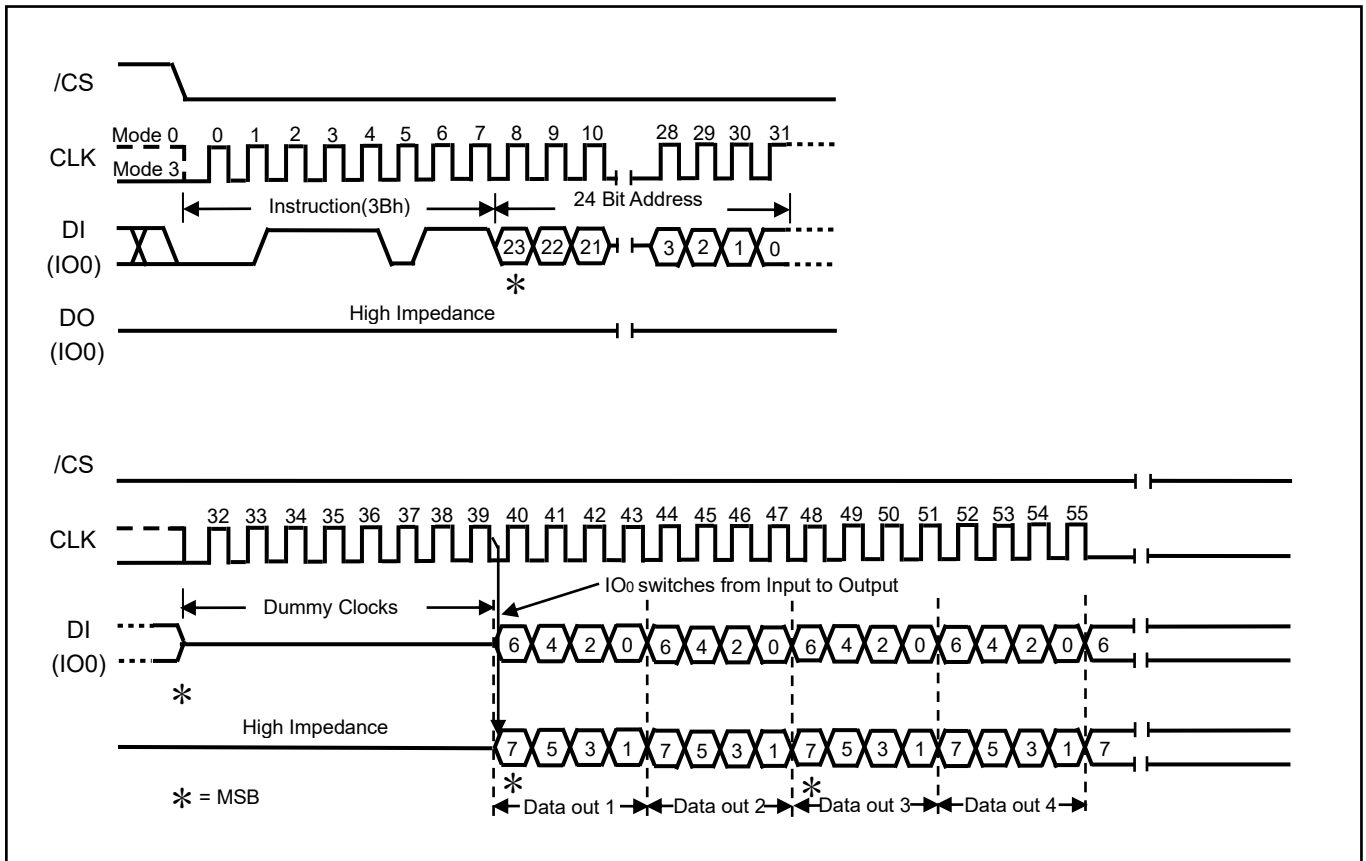 /CS
Mode 0 0 1 2 3 4 5 6 7 8 9 10 28 29 30 31
CLK
Mode 3
Instruction(3Bh) 24 Bit Address
DI
(IO0)
23 22 21 3 2 1 0
*
DO
(IO0)
High Impedance
/CS
32 33 34 35 36 37 38 39 40 41 42 43 44 45 46 47 48 49 50 51 52 53 54 55
CLK
IO0 switches from Input to Output
Dummy Clocks
DI
(IO0)
6 4 2 0 6 4 2 0 6 4 2 0 6 4 2 0 6
*
High Impedance
7 5 3 1 7 5 3 1 7 5 3 1 7 5 3 1 7
* *
* = MSB
Data out 1 Data out 2 Data out 3 Data out 4